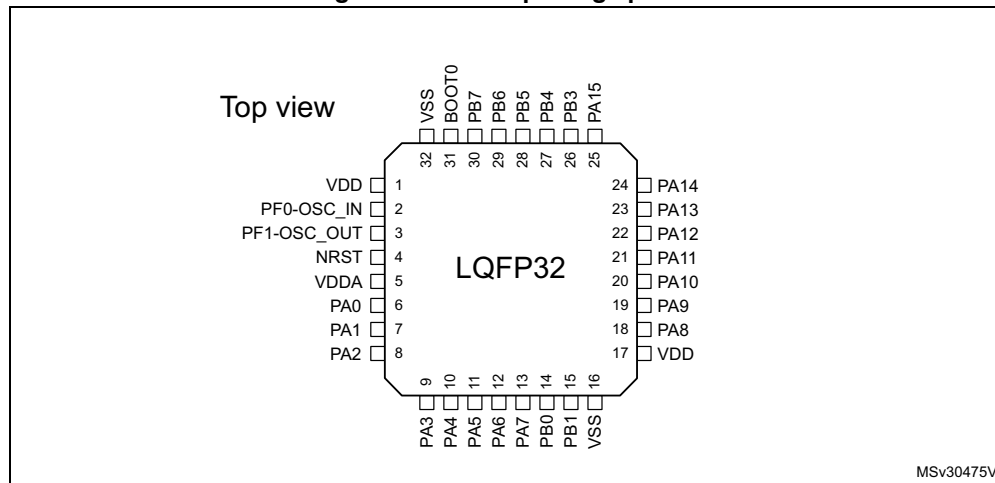 Top view
VSS
BOOT0
PB7
PB6
PB5
PB4
PB3
PA15
32
31
30
29
28
27
26
25
VDD 1
PF0-OSC_IN 2
PF1-OSC_OUT 3
NRST 4
VDDA 5
PA0 6
PA1 7
PA2 8
LQFP32
24 PA14
23 PA13
22 PA12
21 PA11
20 PA10
19 PA9
18 PA8
17 VDD
9
10
11
12
13
14
15
16
PA3
PA4
PA5
PA6
PA7
PB0
PB1
VSS
MSv30475V